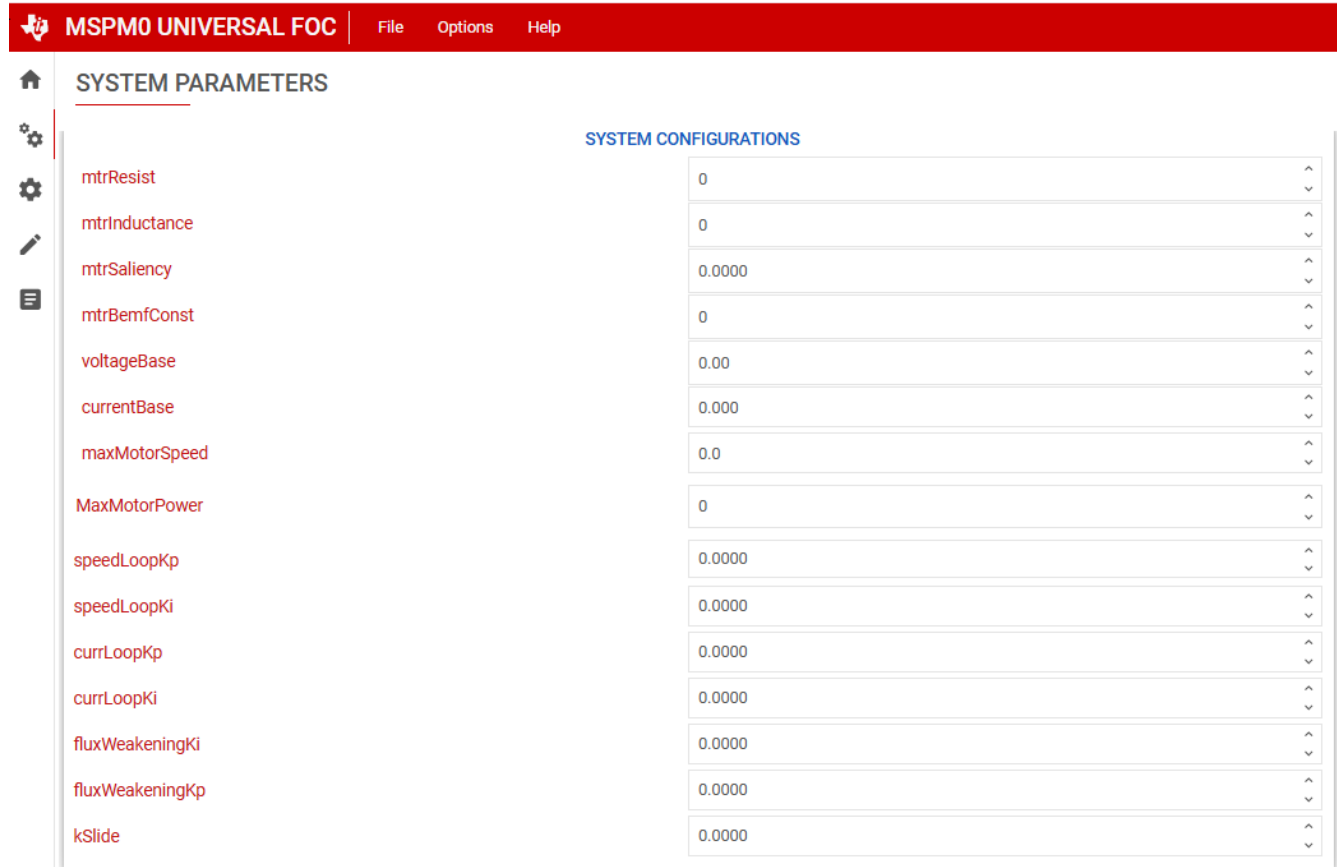 MSPM0 UNIVERSAL FOC File Options Help
SYSTEM PARAMETERS
SYSTEM CONFIGURATIONS
mtrResist 0
mtrInductance 0
mtrSaliency 0.0000
mtrBemfConst 0
voltageBase 0.00
currentBase 0.000
maxMotorSpeed 0.0
MaxMotorPower 0
speedLoopKp 0.0000
speedLoopKi 0.0000
currLoopKp 0.0000
currLoopKi 0.0000
fluxWeakeningKi 0.0000
fluxWeakeningKp 0.0000
kSlide 0.0000